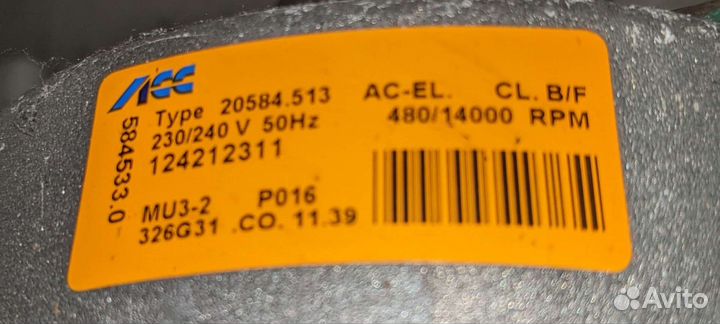 ACC
Type 20584.513 AC-EL. CL. B/F
230/240 V 50Hz 480/14000 RPM
124212311
584533.0
MU3-2 P016
326G31 .CO. 11.39
Avito